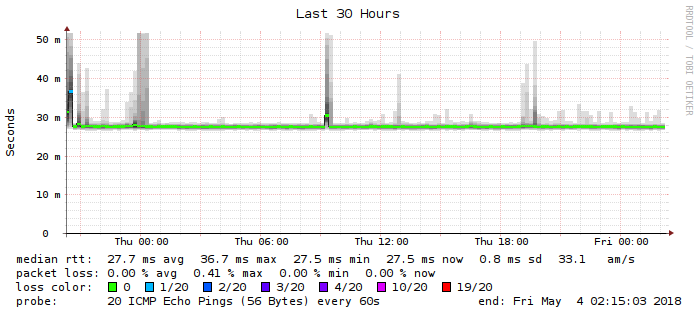 Last 30 Hours
RRDTOOL / TOBI OETIKER
Seconds
50 m
40 m
30 m
20 m
10 m
0
Thu 00:00 Thu 06:00 Thu 12:00 Thu 18:00 Fri 00:00
median rtt: 27.7 ms avg 36.7 ms max 27.5 ms min 27.5 ms now 0.8 ms sd 33.1 am/s
packet loss: 0.00 % avg 0.41 % max 0.00 % min 0.00 % now
loss color: 0 1/20 2/20 3/20 4/20 10/20 19/20
probe: 20 ICMP Echo Pings (56 Bytes) every 60s end: Fri May 4 02:15:03 2018